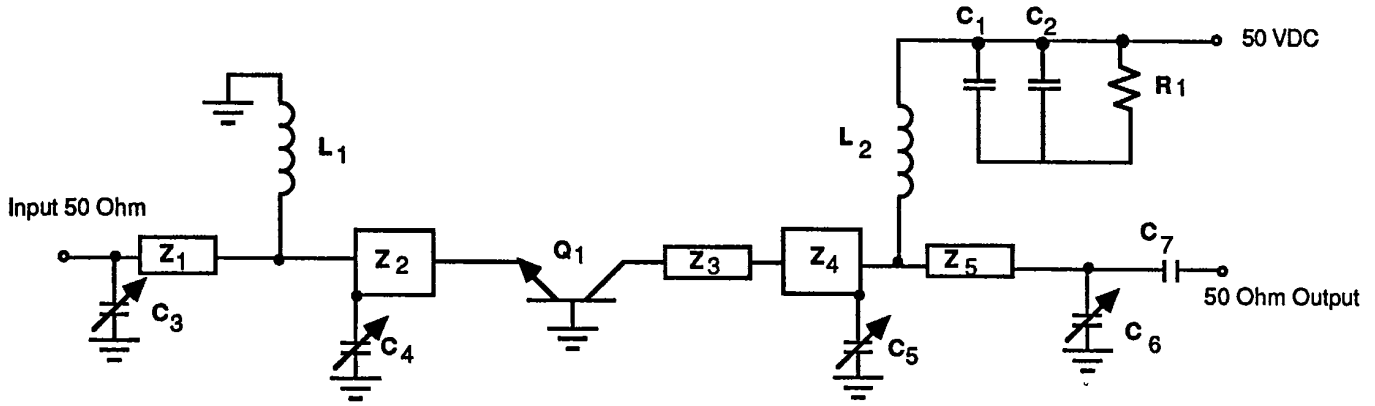 C1 C2
50 VDC
R1
L1
L2
Input 50 Ohm
Z1 Z2 Q1 Z3 Z4 Z5 C7
C3 C4 C5 C6
50 Ohm Output